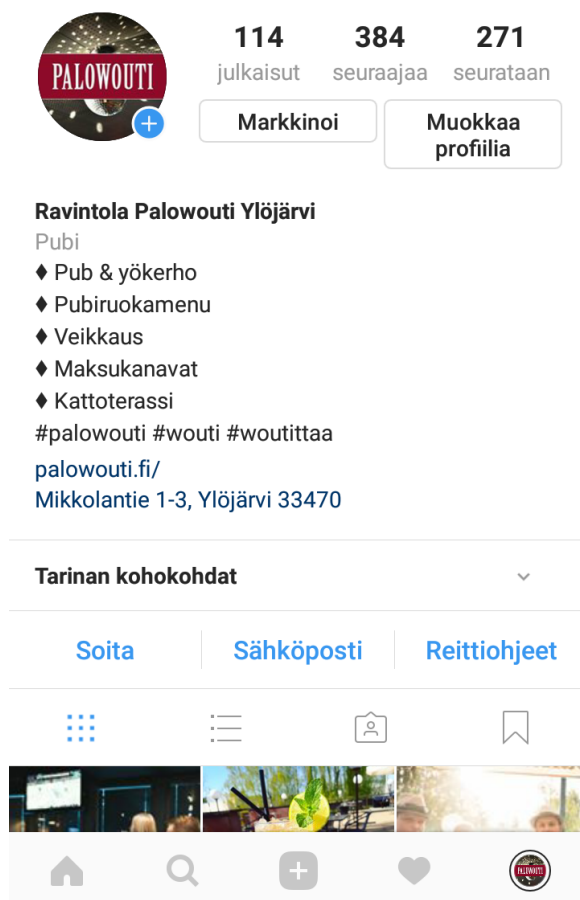 PALOWOUTI
114 384 271
julkaisut seuraajaa seurataan
Markkinoi
Muokkaa
profiilia
Ravintola Palowouti Ylöjärvi
Pubi
♦ Pub & yökerho
♦ Pubiruokamenu
♦ Veikkaus
♦ Maksukanavat
♦ Kattoterassi
#palowouti #wouti #woutittaa
palowouti.fi/
Mikkolantie 1-3, Ylöjärvi 33470
Tarinan kohokohdat
Soita Sähköposti Reittiohjeet
PALOWOUTI